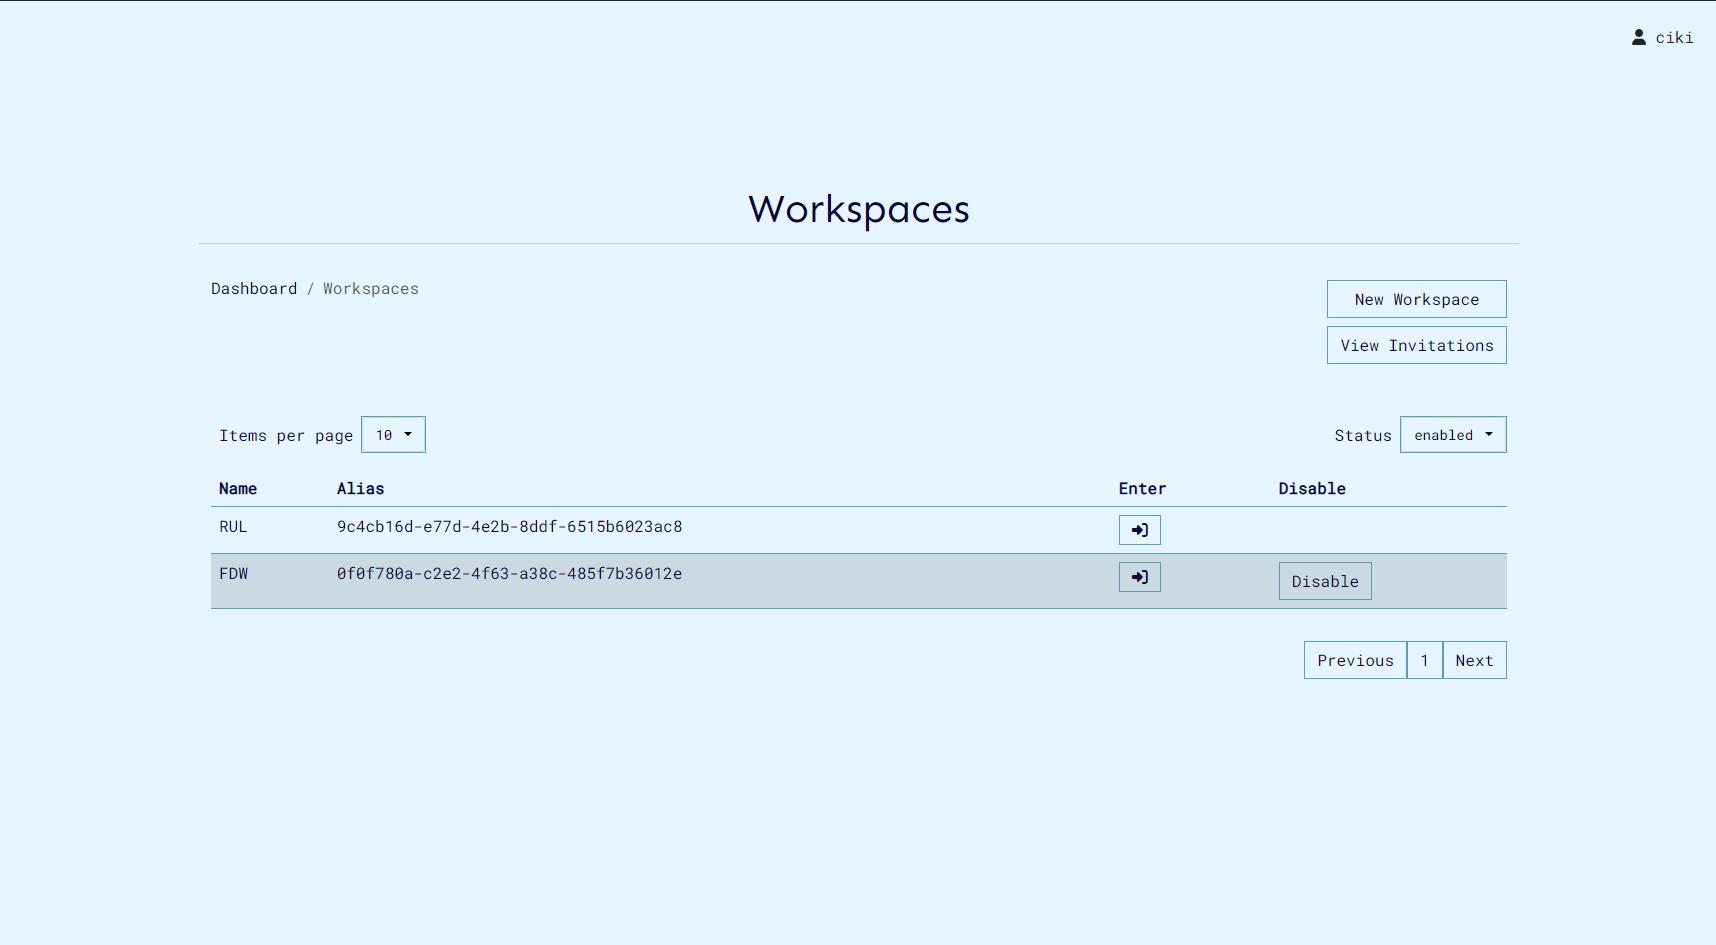 ciki
Workspaces
Dashboard / Workspaces
New Workspace
View Invitations
Items per page 10
Status enabled
Name Alias Enter Disable
RUL 9c4cb16d-e77d-4e2b-8ddf-6515b6023ac8
FDW 0f0f780a-c2e2-4f63-a38c-485f7b36012e Disable
Previous 1 Next